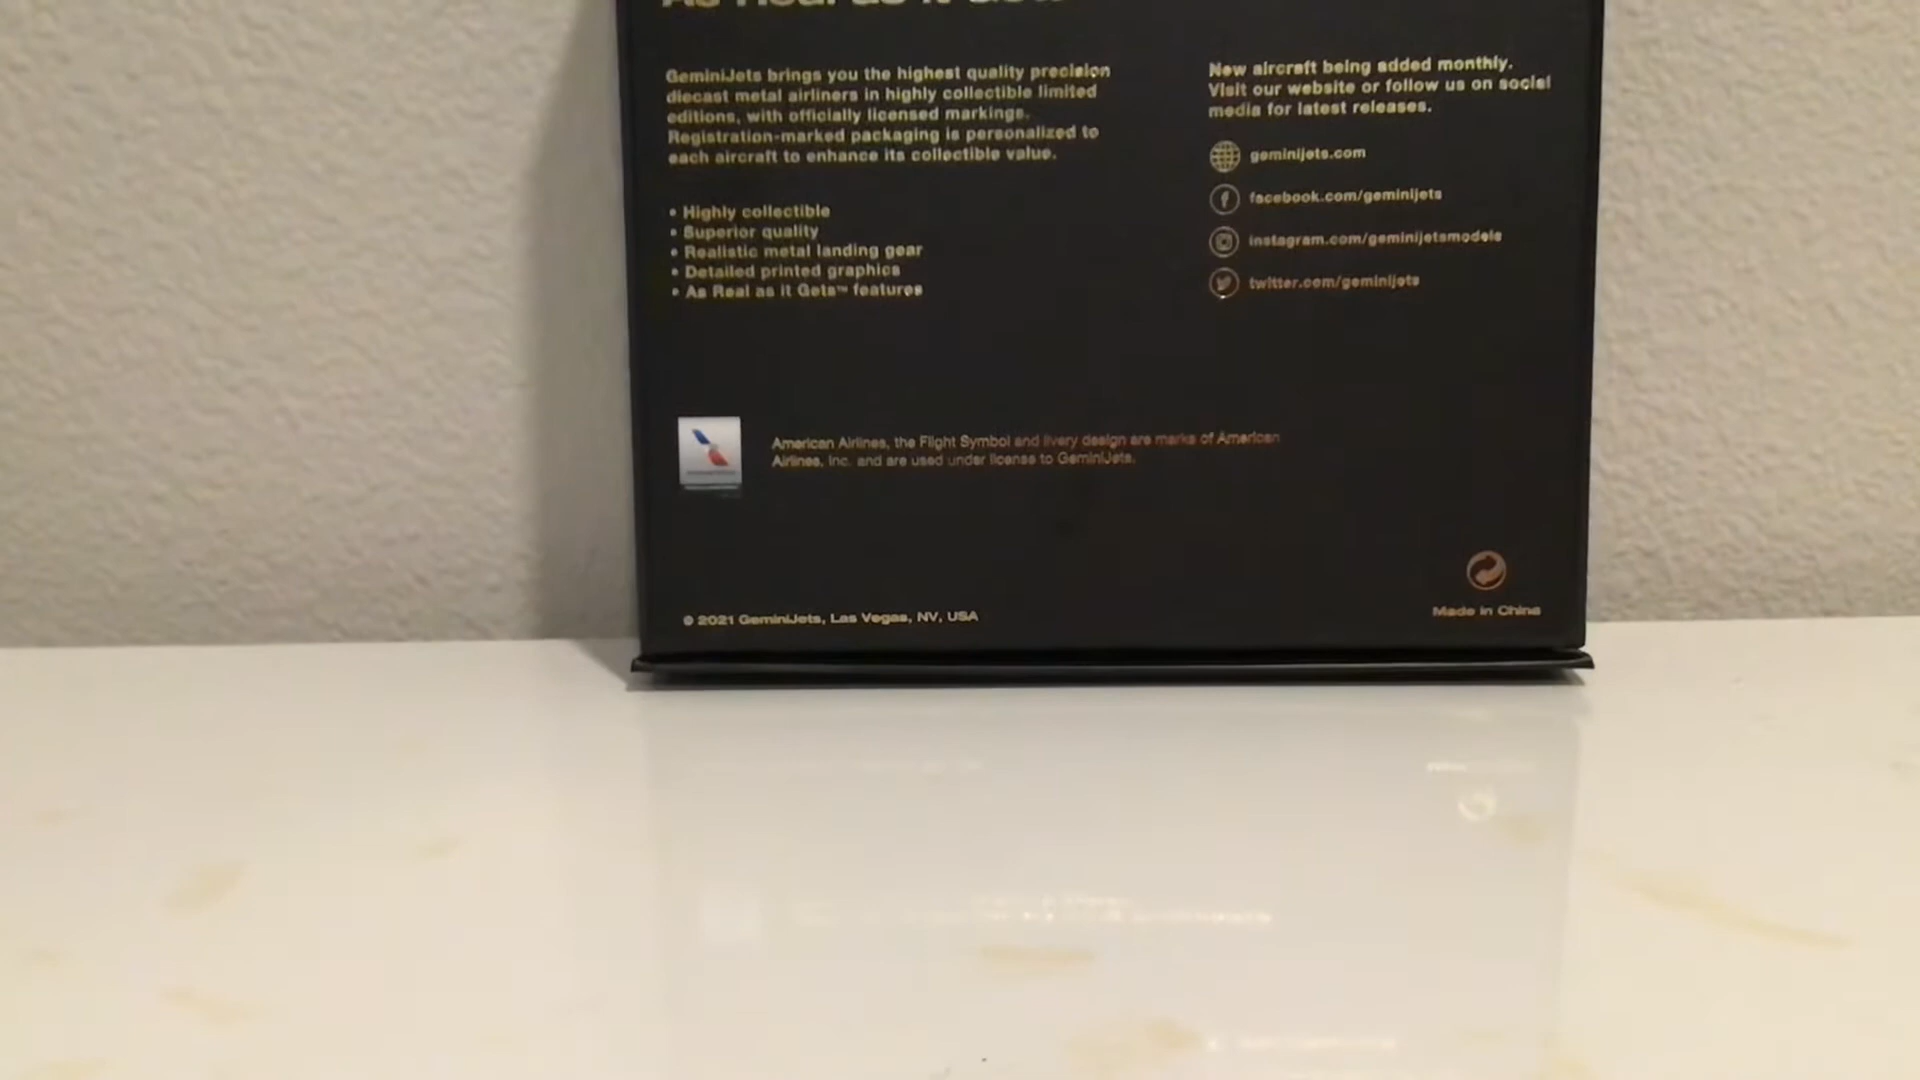 As Real as it Gets
GeminiJets brings you the highest quality precision
diecast metal airliners in highly collectible limited
editions, with officially licensed markings.
Registration-marked packaging is personalized to
each aircraft to enhance its collectible value.
• Highly collectible
• Superior quality
• Realistic metal landing gear
• Detailed printed graphics
• As Real as it Gets™ features
New aircraft being added monthly.
Visit our website or follow us on social
media for latest releases.
geminijets.com
facebook.com/geminijets
instagram.com/geminijetsmodels
twitter.com/geminijets
American Airlines, the Flight Symbol and livery design are marks of American
Airlines, Inc. and are used under license to GeminiJets.
© 2021 GeminiJets, Las Vegas, NV, USA
Made in China